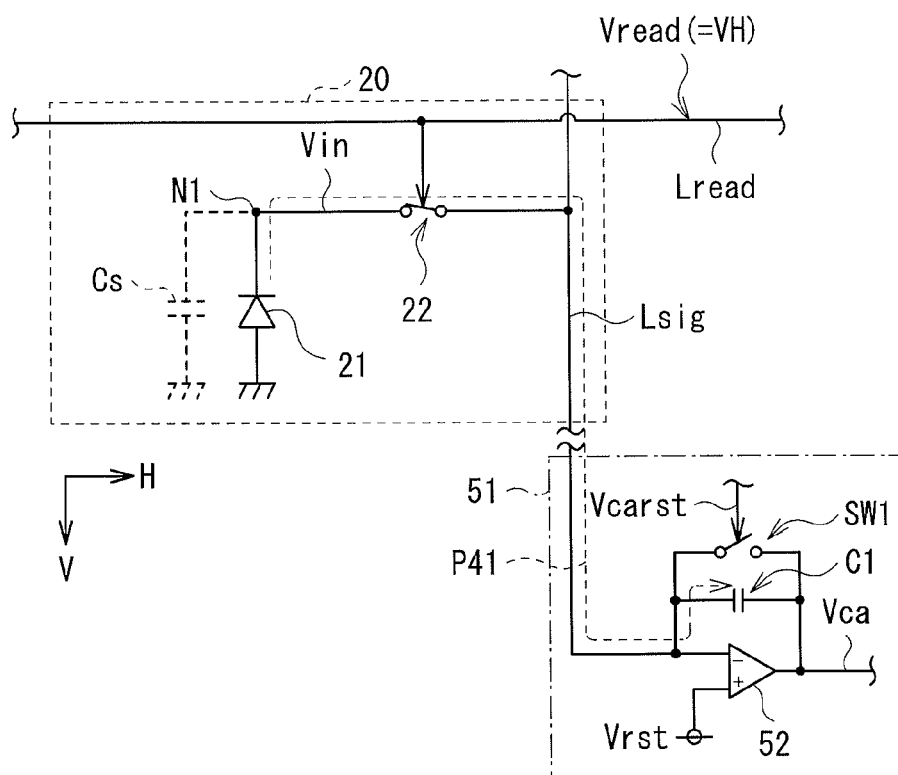 Vread(=VH)
20
Vin
Lread
N1
Cs
22
Lsig
21
H
51
Vcarst
SW1
V
P41
C1
Vca
−
+
Vrst
52